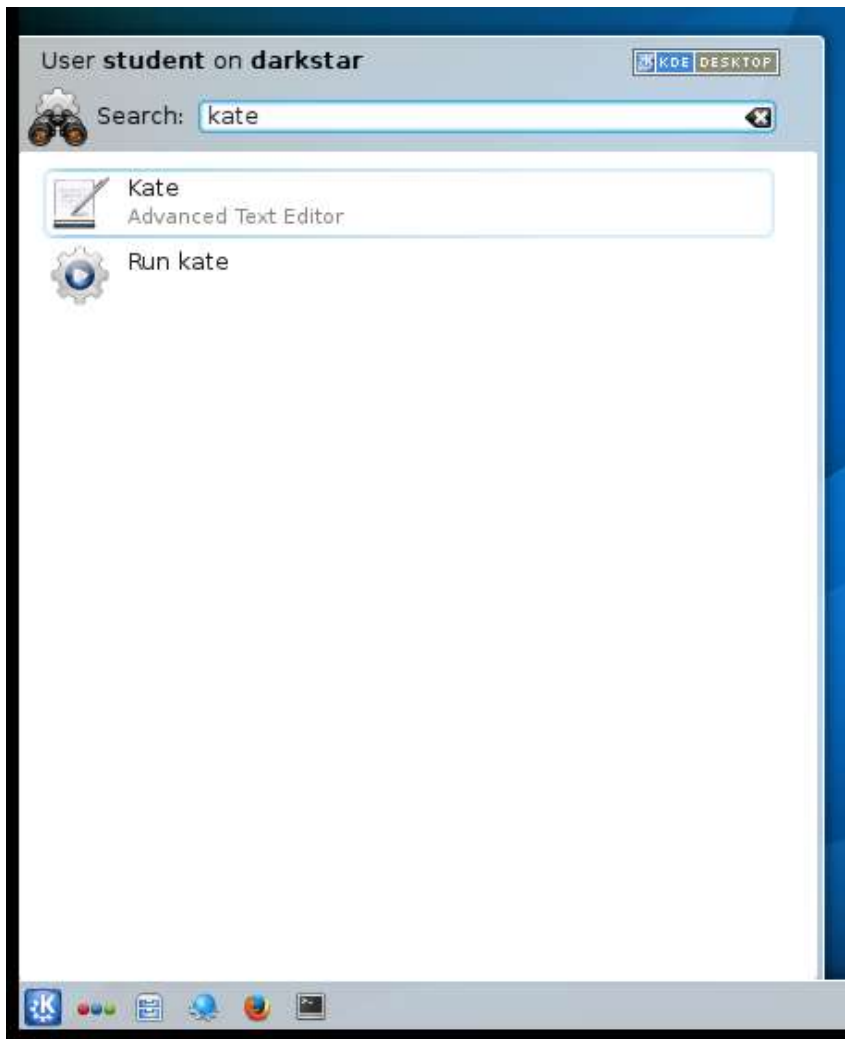 User student on darkstar
KDE DESKTOP
Search: kate
Kate
Advanced Text Editor
Run kate